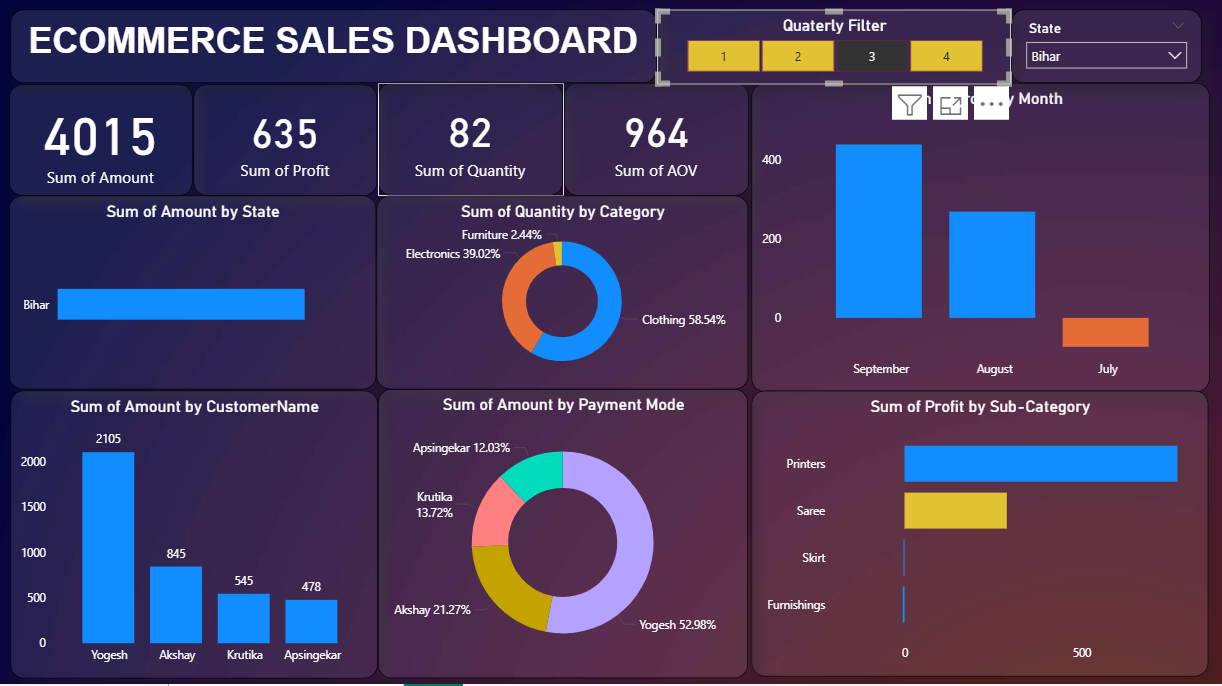 ECOMMERCE SALES DASHBOARD
Quaterly Filter
1 2 3 4
State
Bihar
4015
Sum of Amount
635
Sum of Profit
82
Sum of Quantity
964
Sum of AOV
y Month
400
200
0
September August July
Sum of Amount by State
Bihar
Sum of Quantity by Category
Furniture 2.44%
Electronics 39.02%
Clothing 58.54%
Sum of Amount by CustomerName
2000
1500
1000
500
0
2105
845
545
478
Yogesh Akshay Krutika Apsingekar
Sum of Amount by Payment Mode
Apsingekar 12.03%
Krutika
13.72%
Akshay 21.27%
Yogesh 52.98%
Sum of Profit by Sub-Category
Printers
Saree
Skirt
Furnishings
0 500